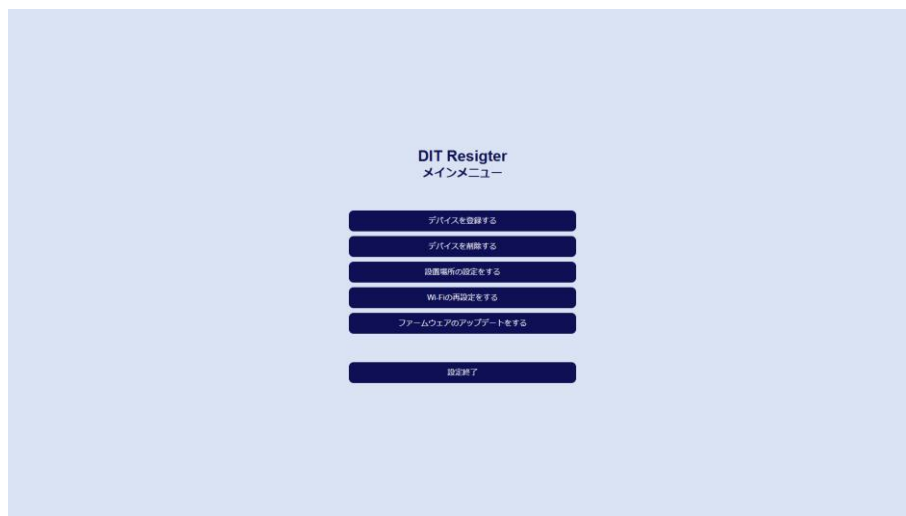 DIT Resigter
メインメニュー
デバイスを登録する
デバイスを削除する
設置場所の設定をする
Wi-Fiの再設定をする
ファームウェアのアップデートをする
設定終了